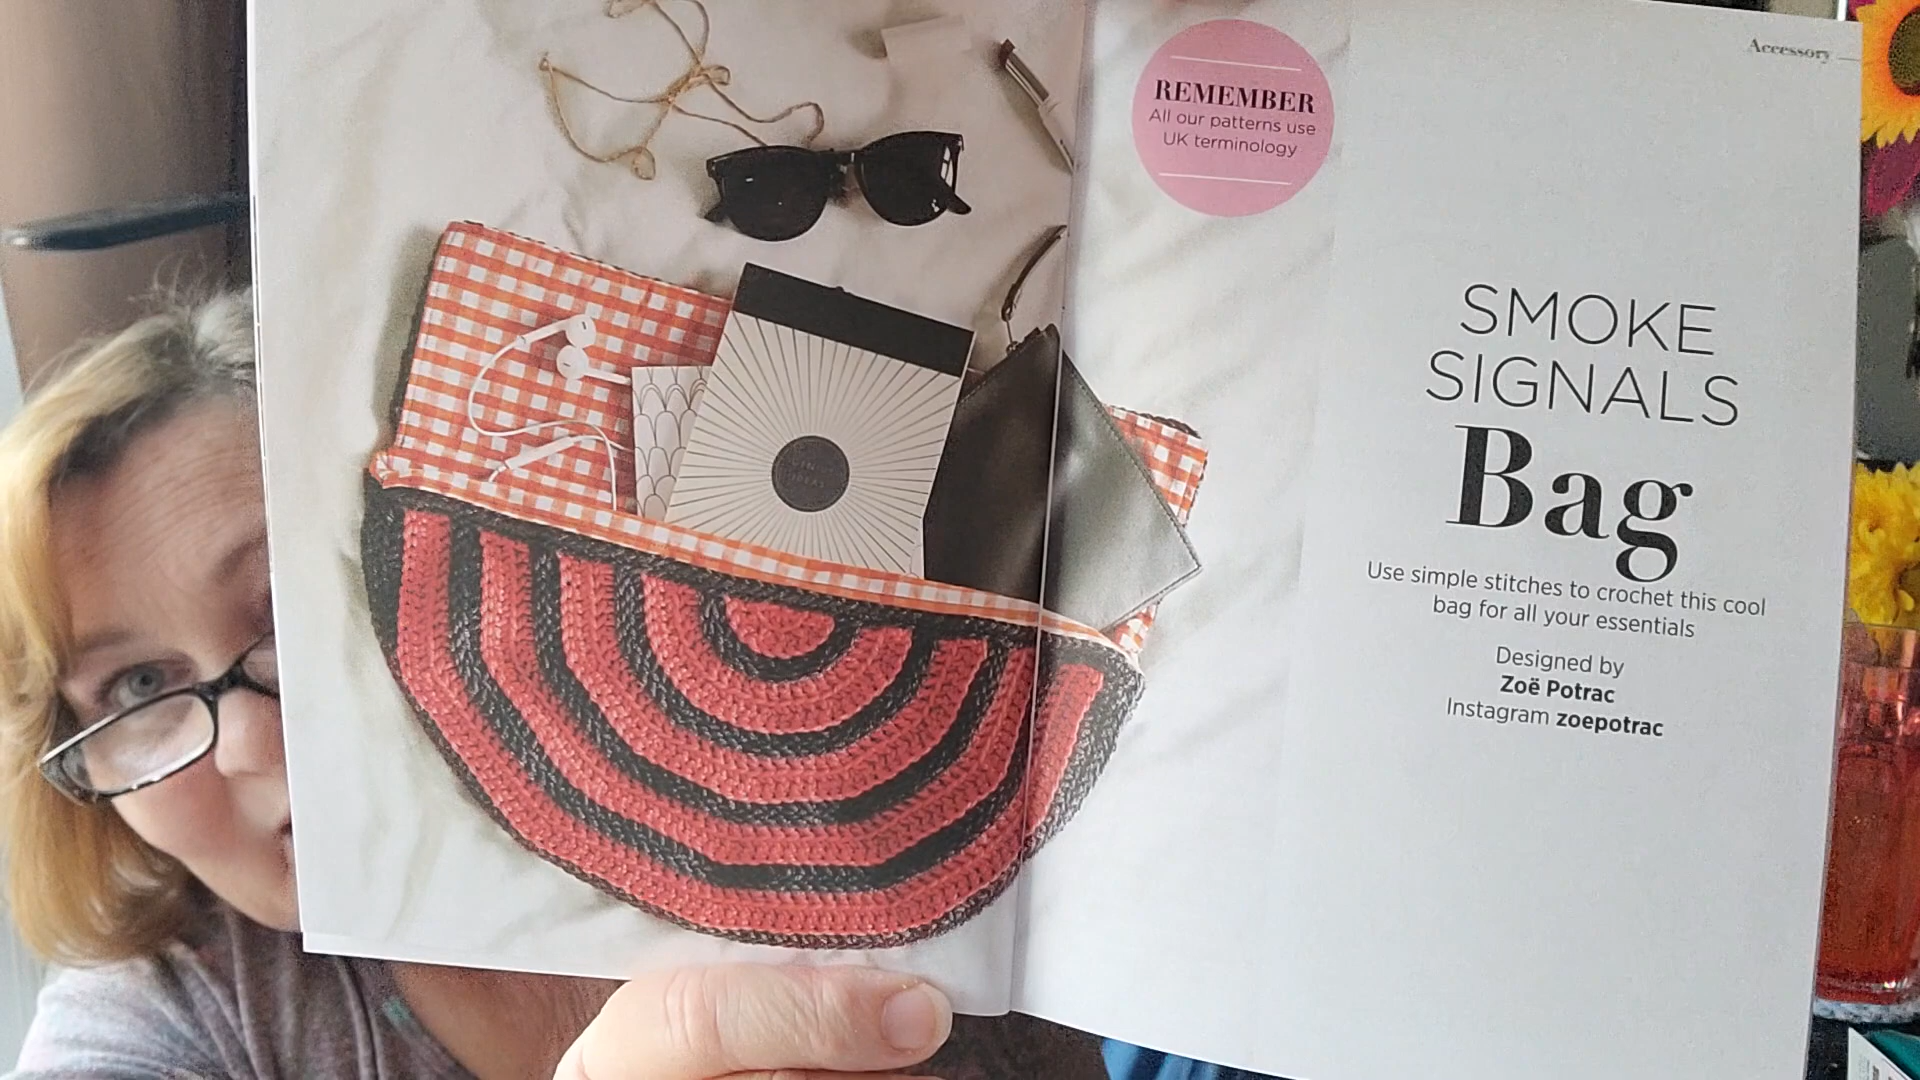 Accessory
REMEMBER
All our patterns use
UK terminology
SMOKE
SIGNALS
Bag
Use simple stitches to crochet this cool
bag for all your essentials
Designed by
Zoë Potrac
Instagram zoepotrac
IDEAS